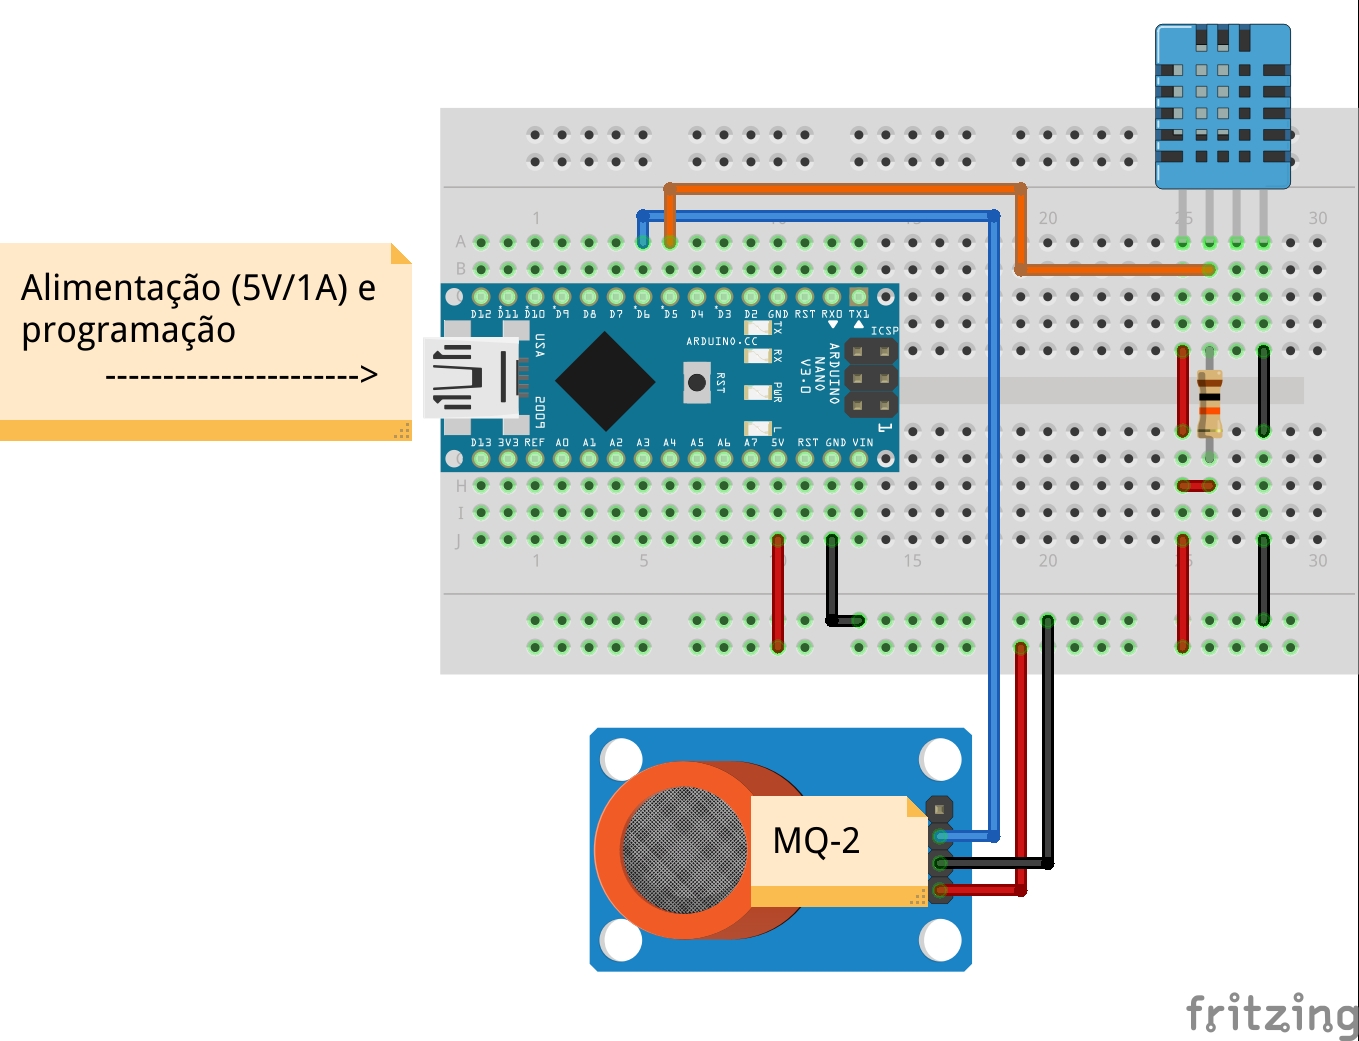 1
10
15
20
25
30
A
B
Alimentação (5V/1A) e
programação
---------------------->
D12 D11 D10 D9 D8 D7 D6 D5 D4 D3 D2 GND RST RX0 TX1
TX
ICSP
ARDUINO.CC
RX
USA
RST
ARDUINO
NANO
V3.0
PWR
2009
L
1
D13 3V3 REF A0 A1 A2 A3 A4 A5 A6 A7 5V RST GND VIN
H
I
J
1
5
10
15
20
25
30
MQ-2
fritzing